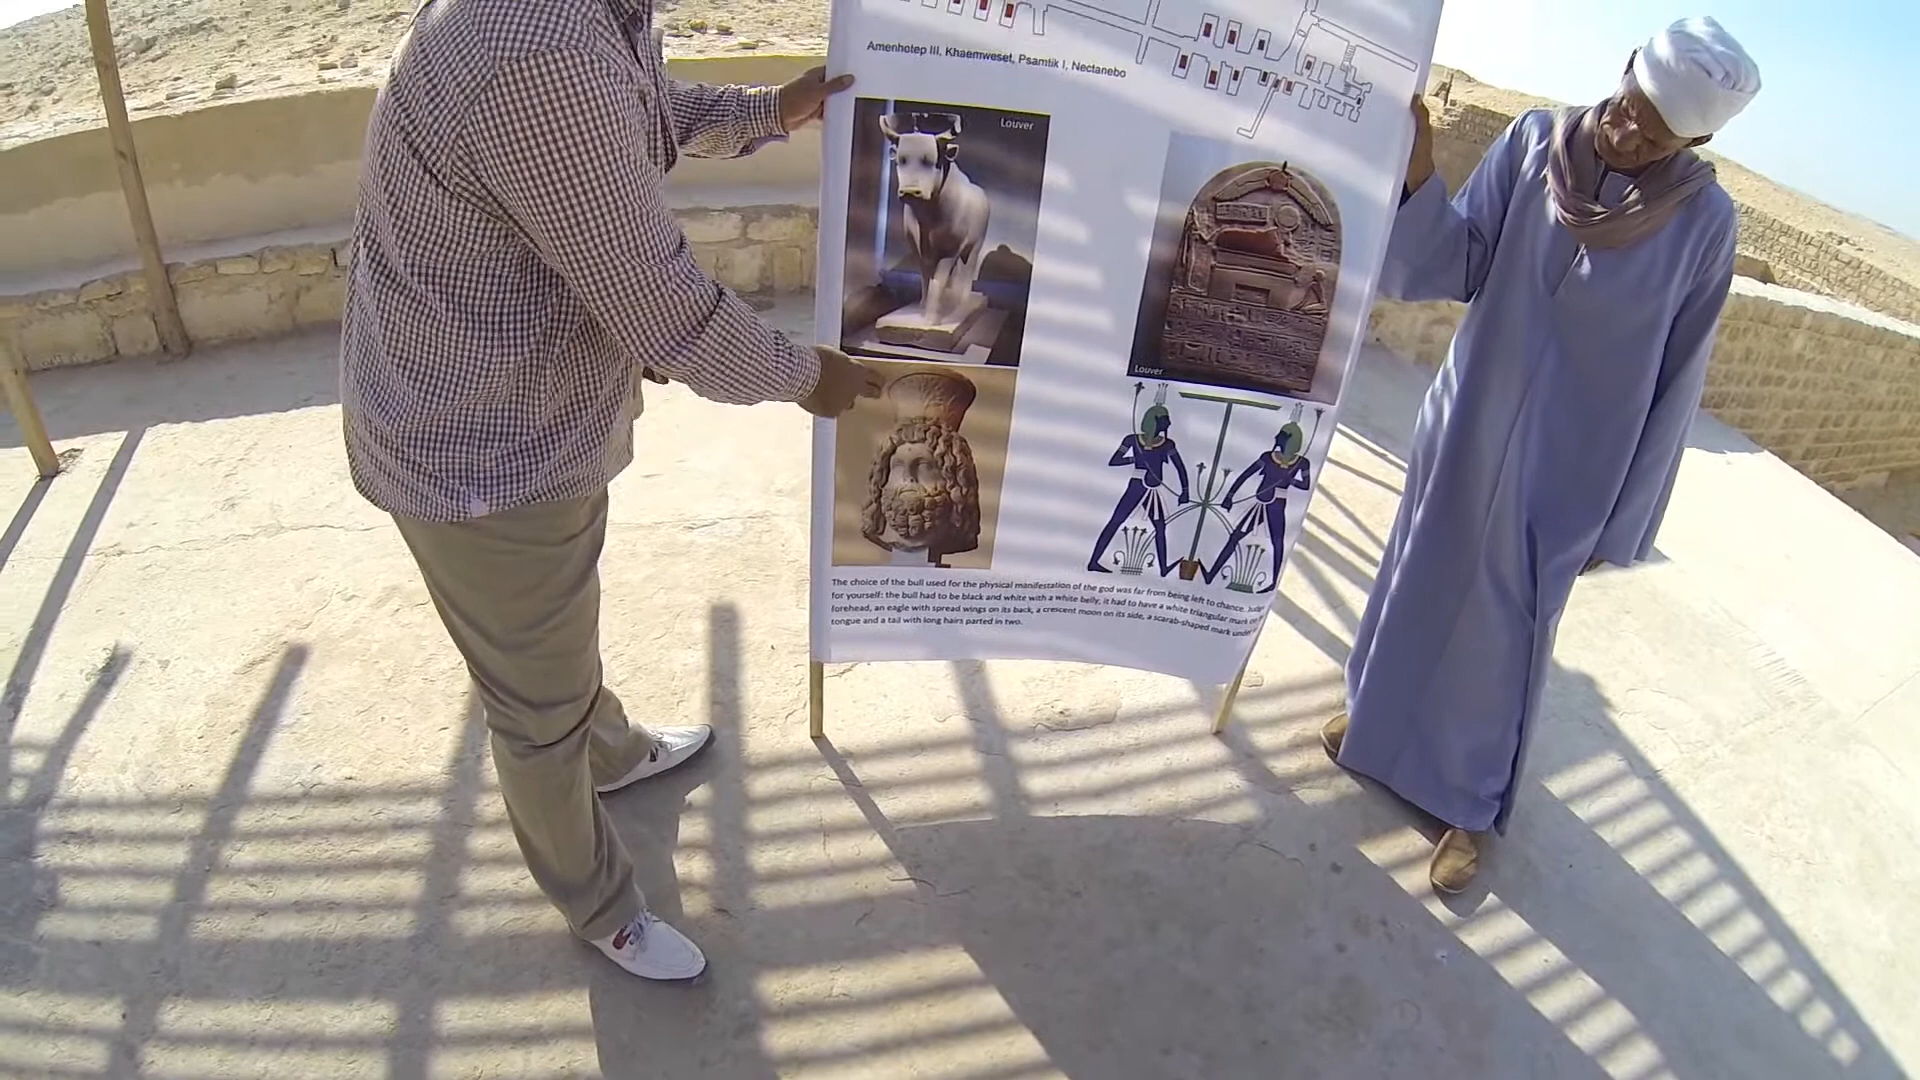 Amenhotep III, Khaemweset, Psamtik I, Nectanebo
Louver
Louver
The choice of the bull used for the physical manifestation of the god was far from being left to chance. Judge
for yourself: the bull had to be black and white with a white belly, it had to have a white triangular mark on
forehead, an eagle with spread wings on its back, a crescent moon on its side, a scarab-shaped mark under
tongue and a tail with long hairs parted in two.